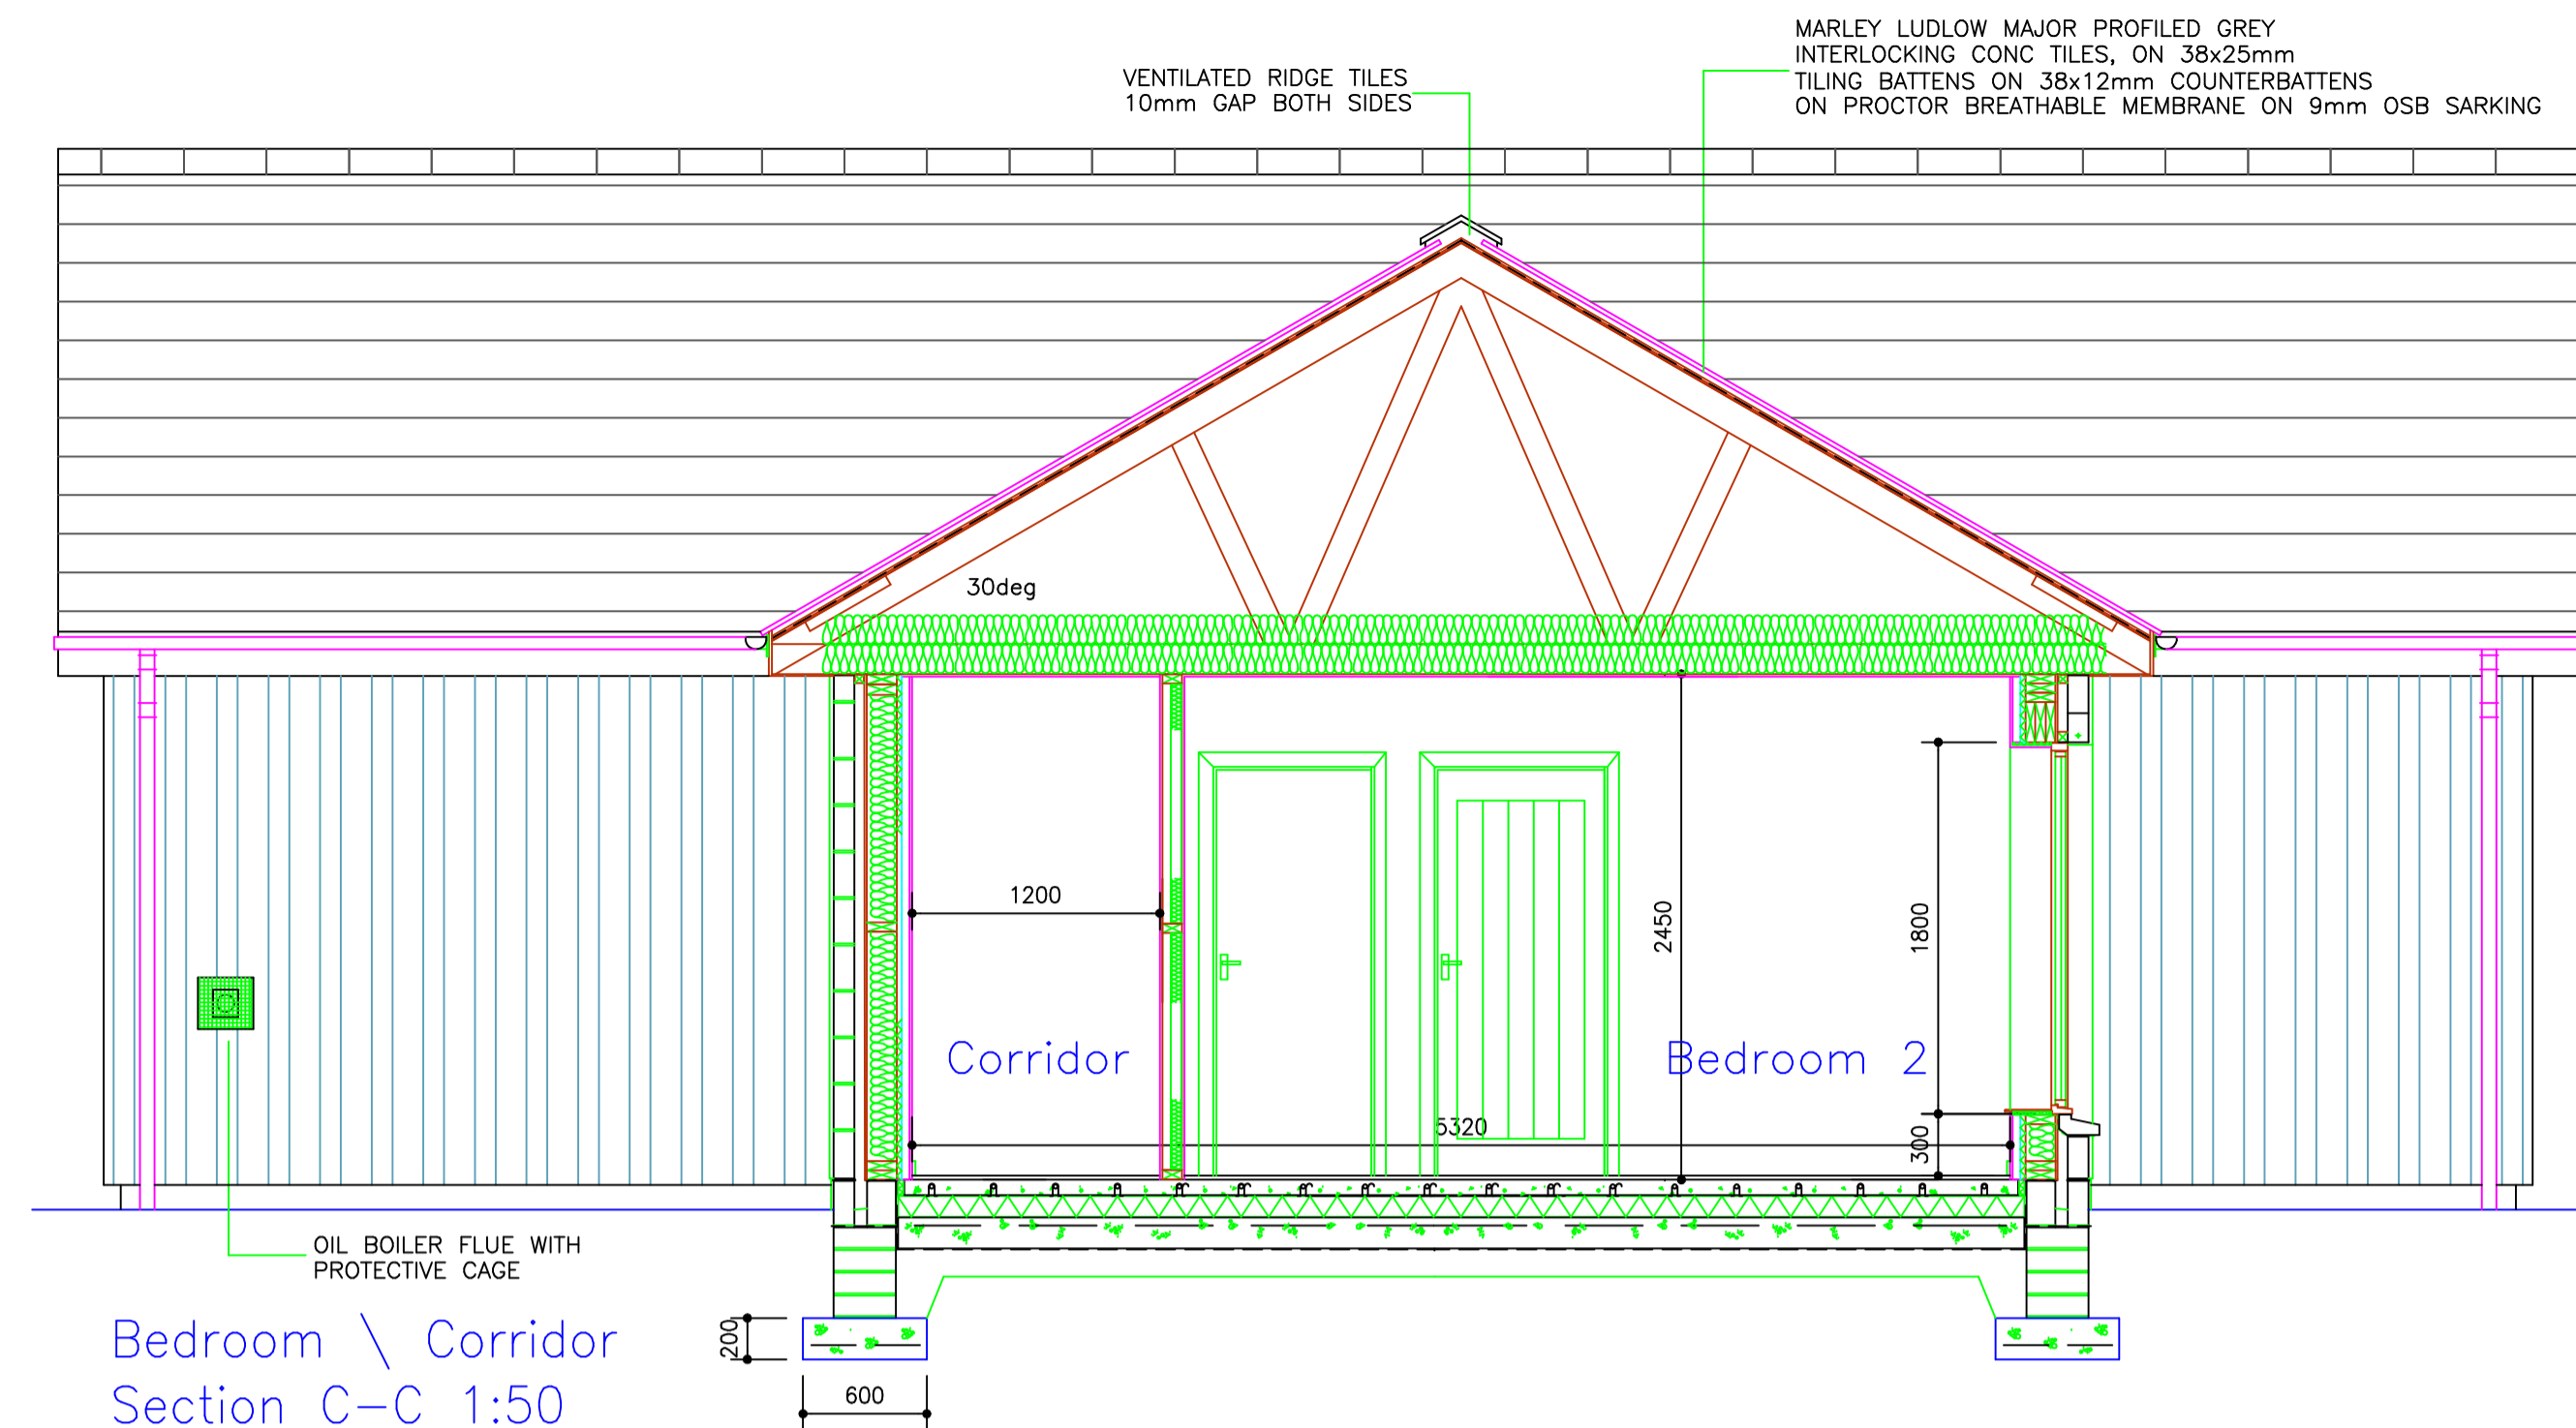 MARLEY LUDLOW MAJOR PROFILED GREY
INTERLOCKING CONC TILES, ON 38x25mm
TILING BATTENS ON 38x12mm COUNTERBATTENS
ON PROCTOR BREATHABLE MEMBRANE ON 9mm OSB SARKING
VENTILATED RIDGE TILES
10mm GAP BOTH SIDES
30deg
1200
2450
1800
Corridor
Bedroom 2
5320
300
OIL BOILER FLUE WITH
PROTECTIVE CAGE
200
600
Bedroom \ Corridor
Section C-C 1:50